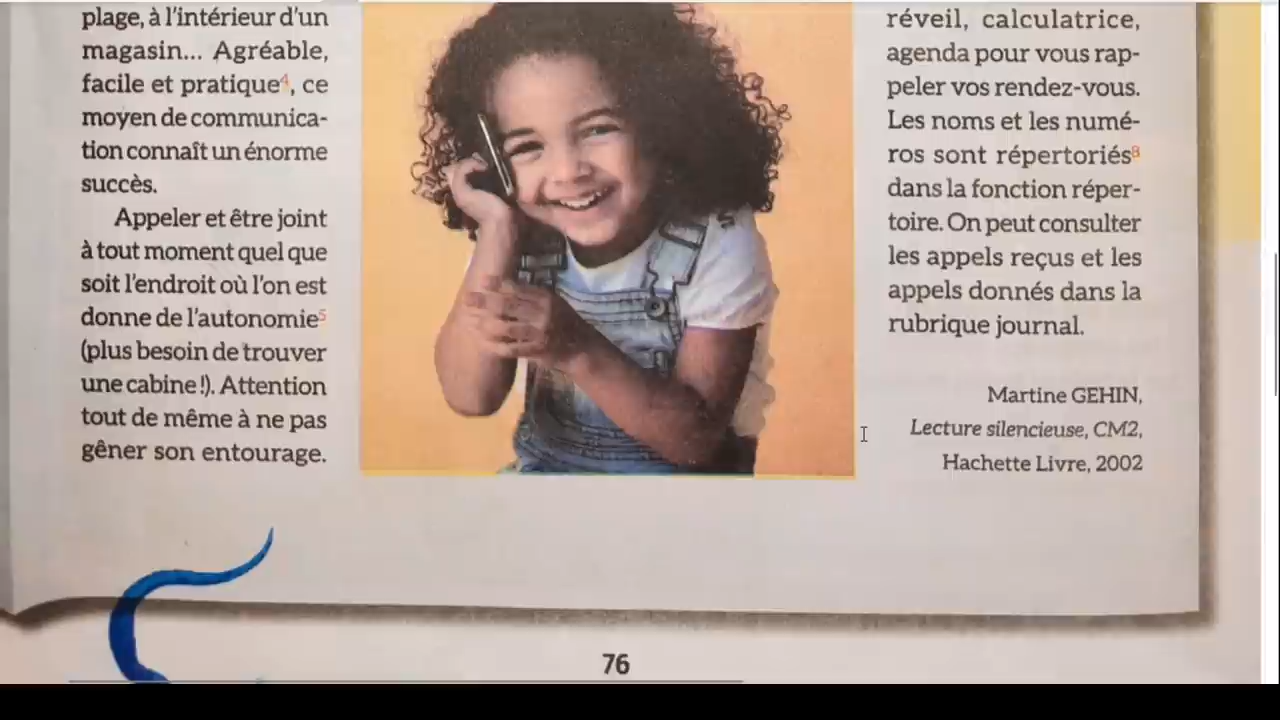 plage, à l'intérieur d'un
magasin... Agréable,
facile et pratique⁴, ce
moyen de communica-
tion connaît un énorme
succès.
Appeler et être joint
à tout moment quel que
soit l'endroit où l'on est
donne de l'autonomie⁵
(plus besoin de trouver
une cabine !). Attention
tout de même à ne pas
gêner son entourage.
réveil, calculatrice,
agenda pour vous rap-
peler vos rendez-vous.
Les noms et les numé-
ros sont répertoriés⁸
dans la fonction réper-
toire. On peut consulter
les appels reçus et les
appels donnés dans la
rubrique journal.
Martine GEHIN,
Lecture silencieuse, CM2,
Hachette Livre, 2002
76